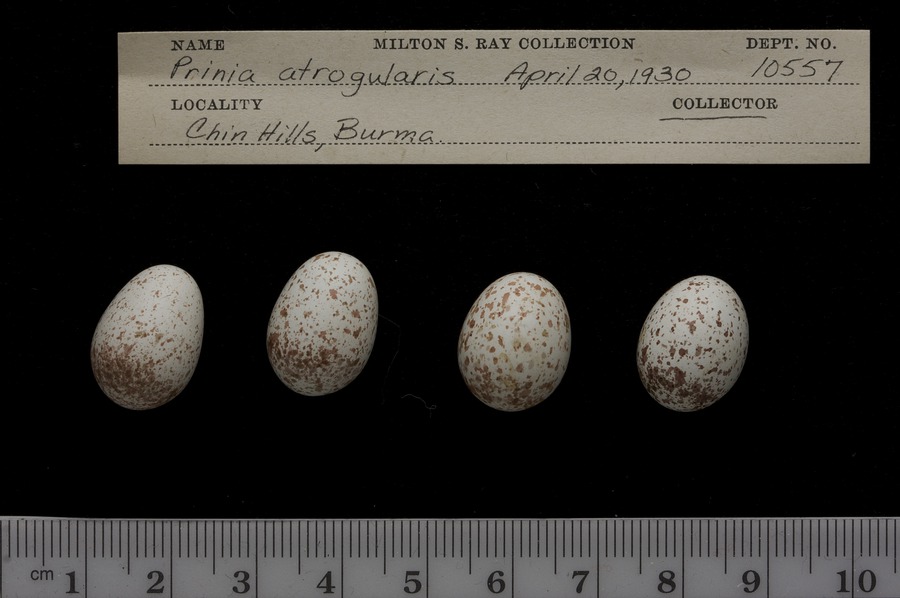 NAME MILTON S. RAY COLLECTION DEPT. NO.
Prinia atrogularis April 20, 1930 10557
LOCALITY COLLECTOR
Chin Hills, Burma.
cm 1 2 3 4 5 6 7 8 9 10